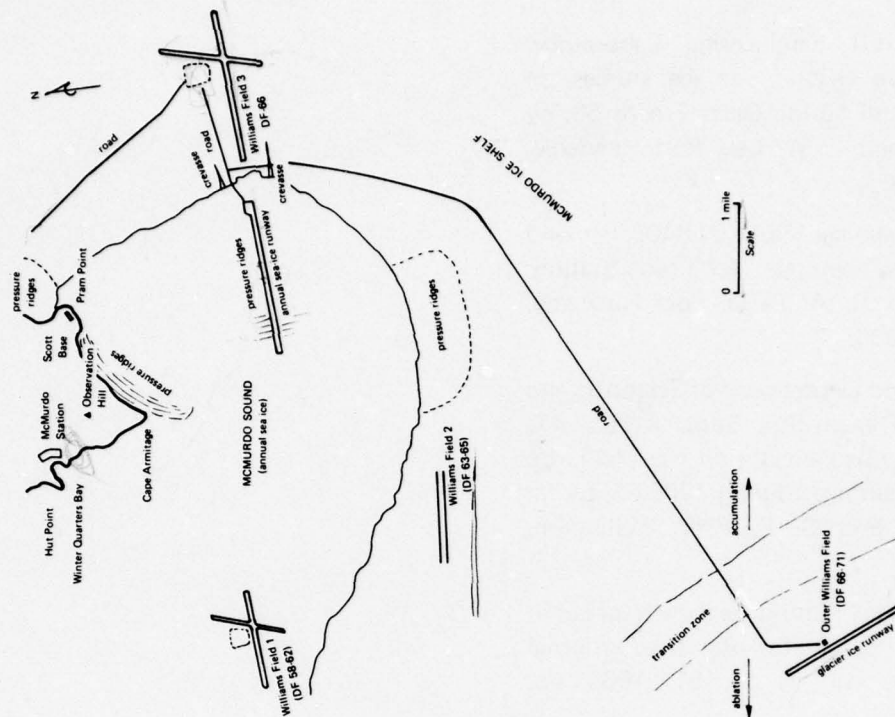 N
road
pressure
ridges
Pram Point
Scott
Base
Observation
Hill
McMurdo
Station
Hut Point
Winter Quarters Bay
Cape Armitage
pressure ridges
crevasse
road
Williams Field 3
DF-66
crevasse
pressure ridges
annual sea-ice runway
MCMURDO SOUND
(annual sea ice)
MCMURDO ICE SHELF
0
1 mile
Scale
pressure ridges
Williams Field 2
(DF 63-65)
Williams Field 1
(DF 58-62)
road
accumulation
transition zone
ablation
Outer Williams Field
(DF 66-71)
glacier ice runway